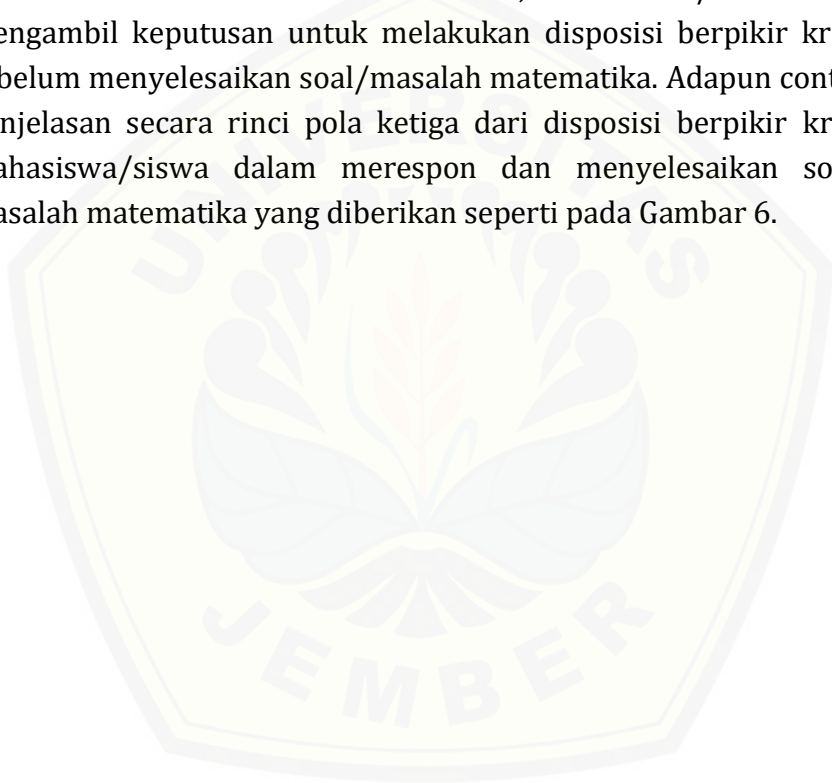 engambil keputusan untuk melakukan disposisi berpikir kr
belum menyelesaikan soal/masalah matematika. Adapun cont
njelasan secara rinci pola ketiga dari disposisi berpikir kr
ahasiswa/siswa dalam merespon dan menyelesaikan so
asalah matematika yang diberikan seperti pada Gambar 6.
UNIVERSITAS
JEMBER